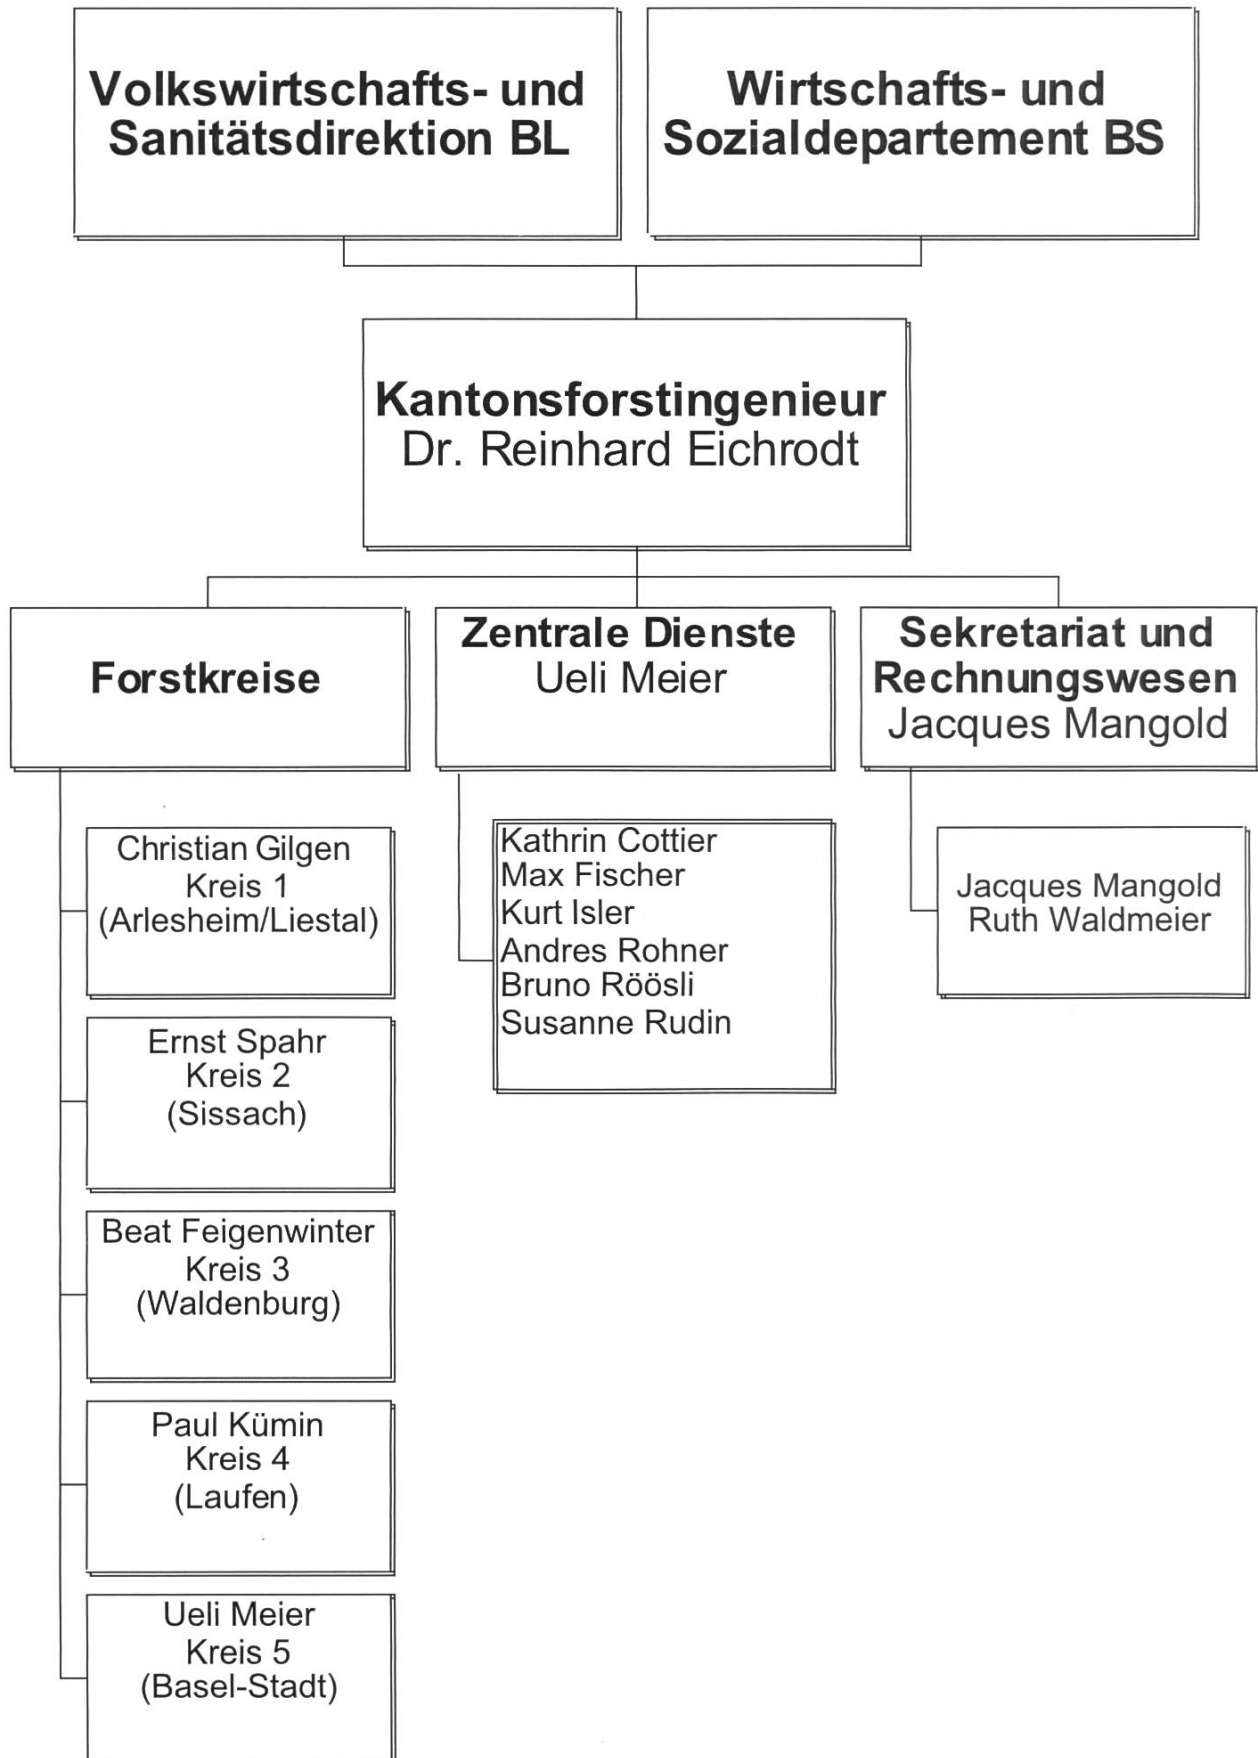 Volkswirtschafts- und
Sanitätsdirektion BL
Wirtschafts- und
Sozialdepartement BS
Kantonsforstingenieur
Dr. Reinhard Eichrodt
Forstkreise
Zentrale Dienste
Ueli Meier
Sekretariat und
Rechnungswesen
Jacques Mangold
Christian Gilgen
Kreis 1
(Arlesheim/Liestal)
Ernst Spahr
Kreis 2
(Sissach)
Beat Feigenwinter
Kreis 3
(Waldenburg)
Paul Kümin
Kreis 4
(Laufen)
Ueli Meier
Kreis 5
(Basel-Stadt)
Kathrin Cottier
Max Fischer
Kurt Isler
Andres Rohner
Bruno Röösli
Susanne Rudin
Jacques Mangold
Ruth Waldmeier